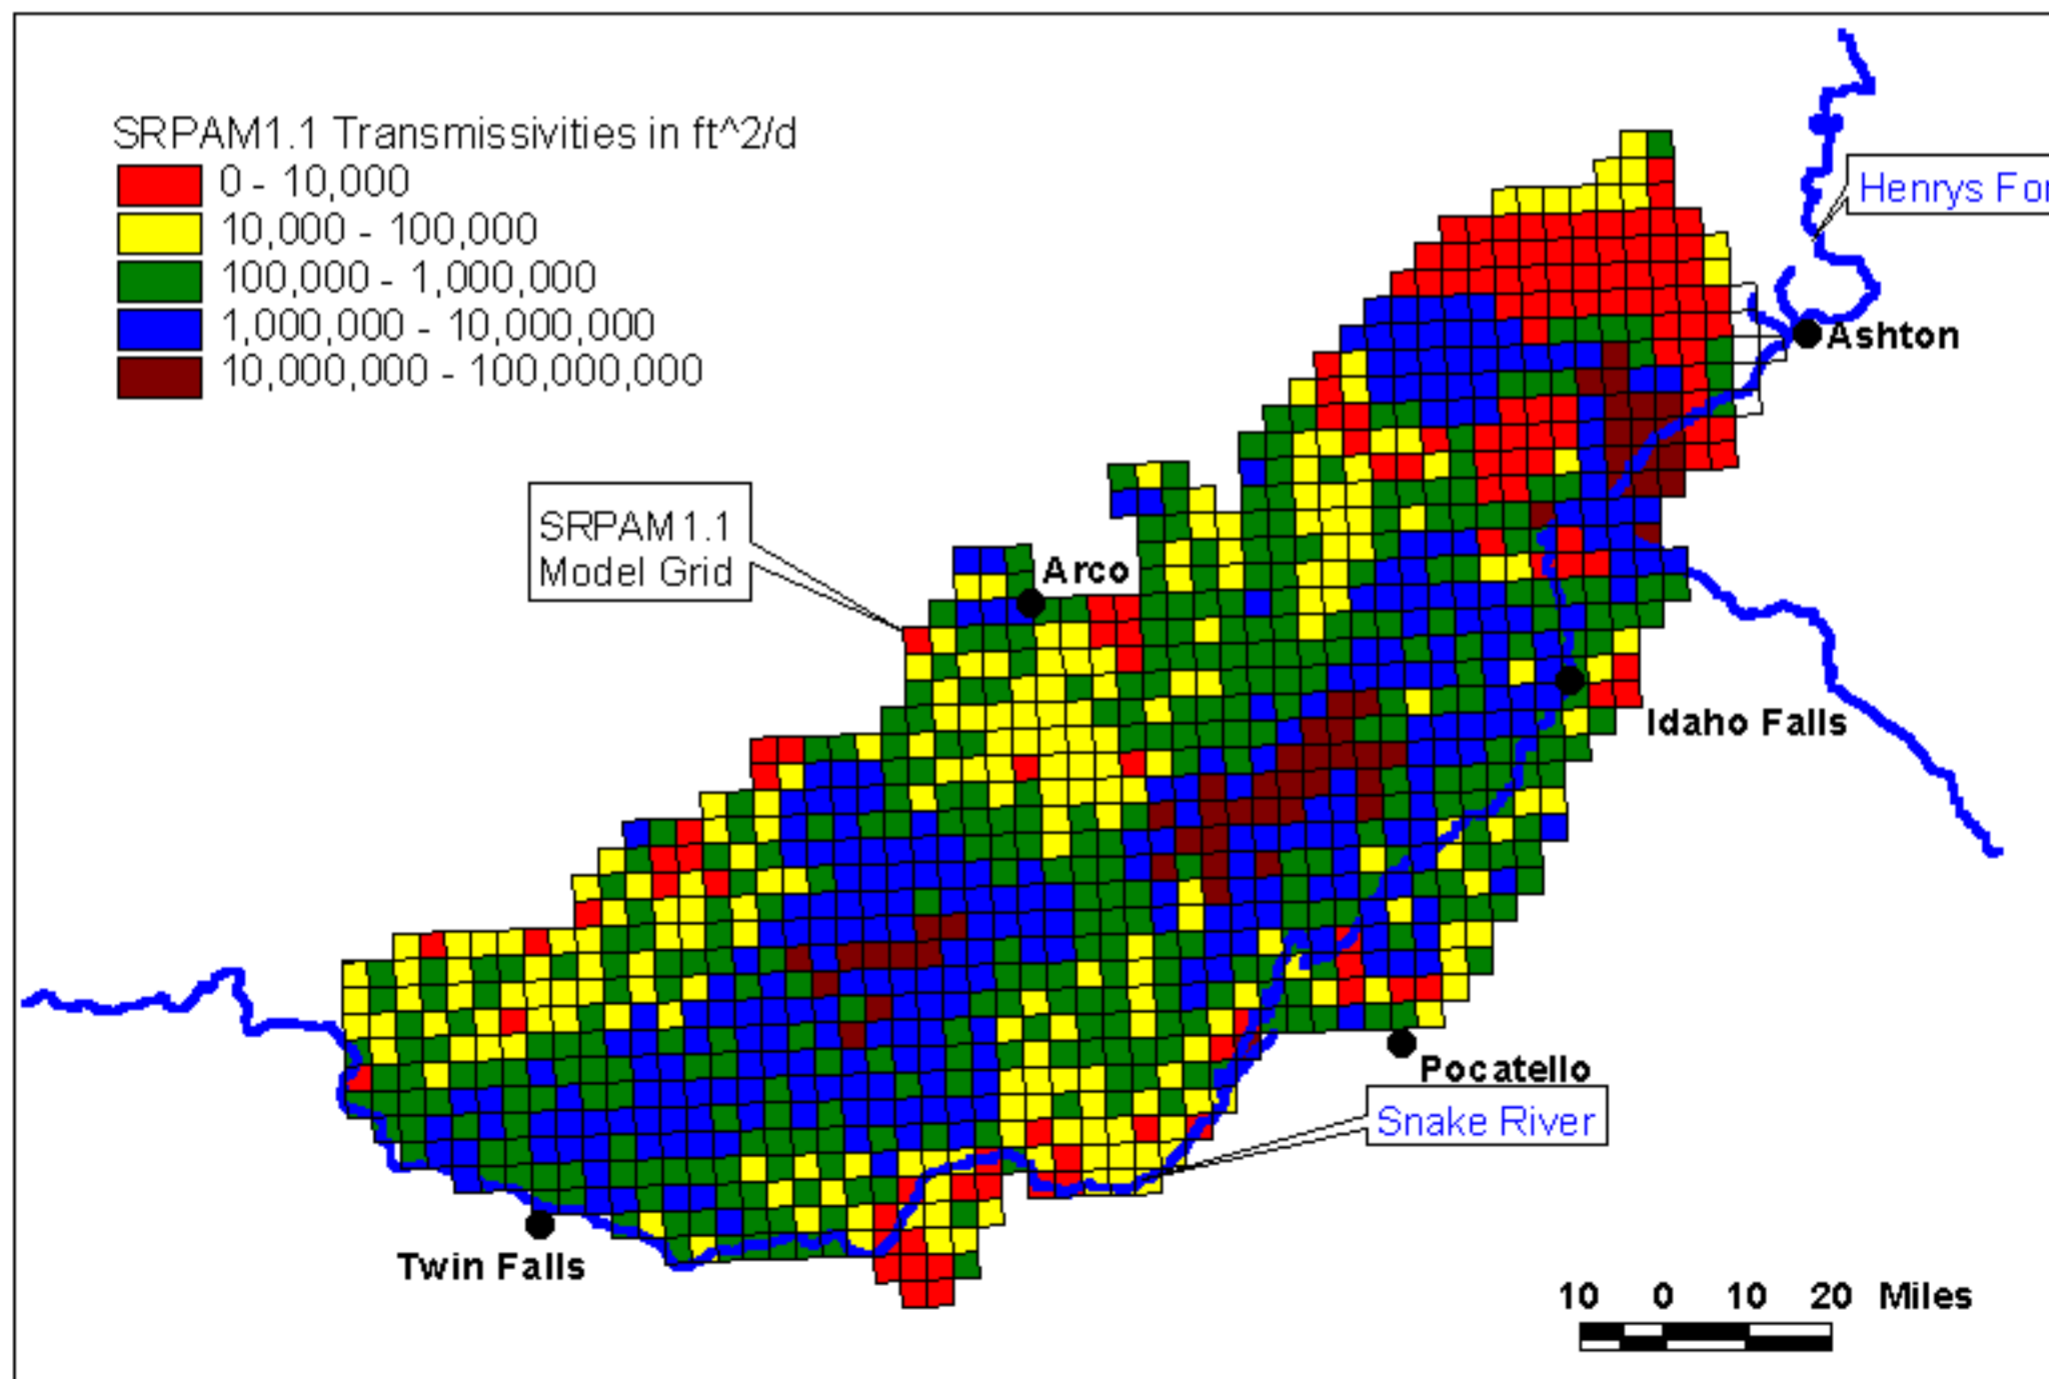 SRPAM1.1 Transmissivities in ft^2/d
0 - 10,000
10,000 - 100,000
100,000 - 1,000,000
1,000,000 - 10,000,000
10,000,000 - 100,000,000
Henrys For
Ashton
SRPAM1.1
Model Grid
Arco
Idaho Falls
Pocatello
Snake River
Twin Falls
10 0 10 20 Miles